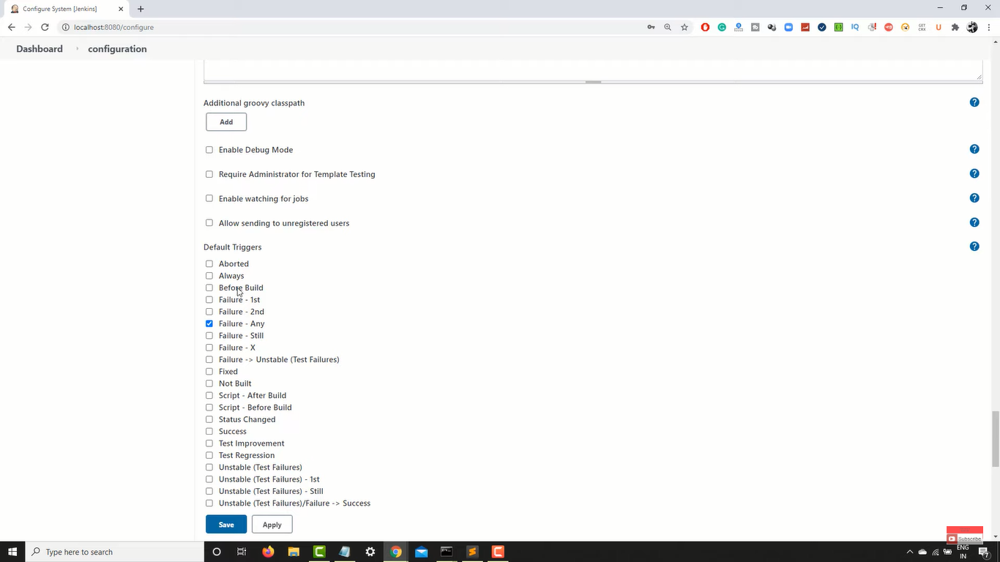 Configure System [Jenkins]
localhost:8080/configure
Dashboard
configuration
Additional groovy classpath
Add
Enable Debug Mode
Require Administrator for Template Testing
Enable watching for jobs
Allow sending to unregistered users
Default Triggers
Aborted
Always
Before Build
Failure - 1st
Failure - 2nd
Failure - Any
Failure - Still
Failure - X
Failure -> Unstable (Test Failures)
Fixed
Not Built
Script - After Build
Script - Before Build
Status Changed
Success
Test Improvement
Test Regression
Unstable (Test Failures)
Unstable (Test Failures) - 1st
Unstable (Test Failures) - Still
Unstable (Test Failures)/Failure -> Success
Save Apply
Subscribe
Type here to search
ENG
IN